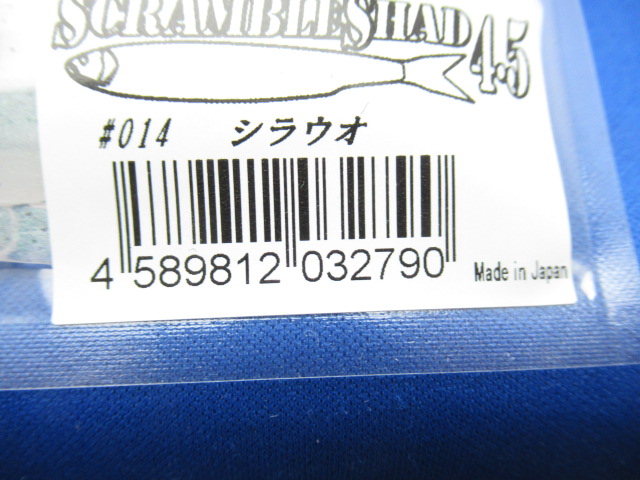 SCRAMBLE SHAD 4.5
#014 シラウオ
4 589812 032790
Made in Japan